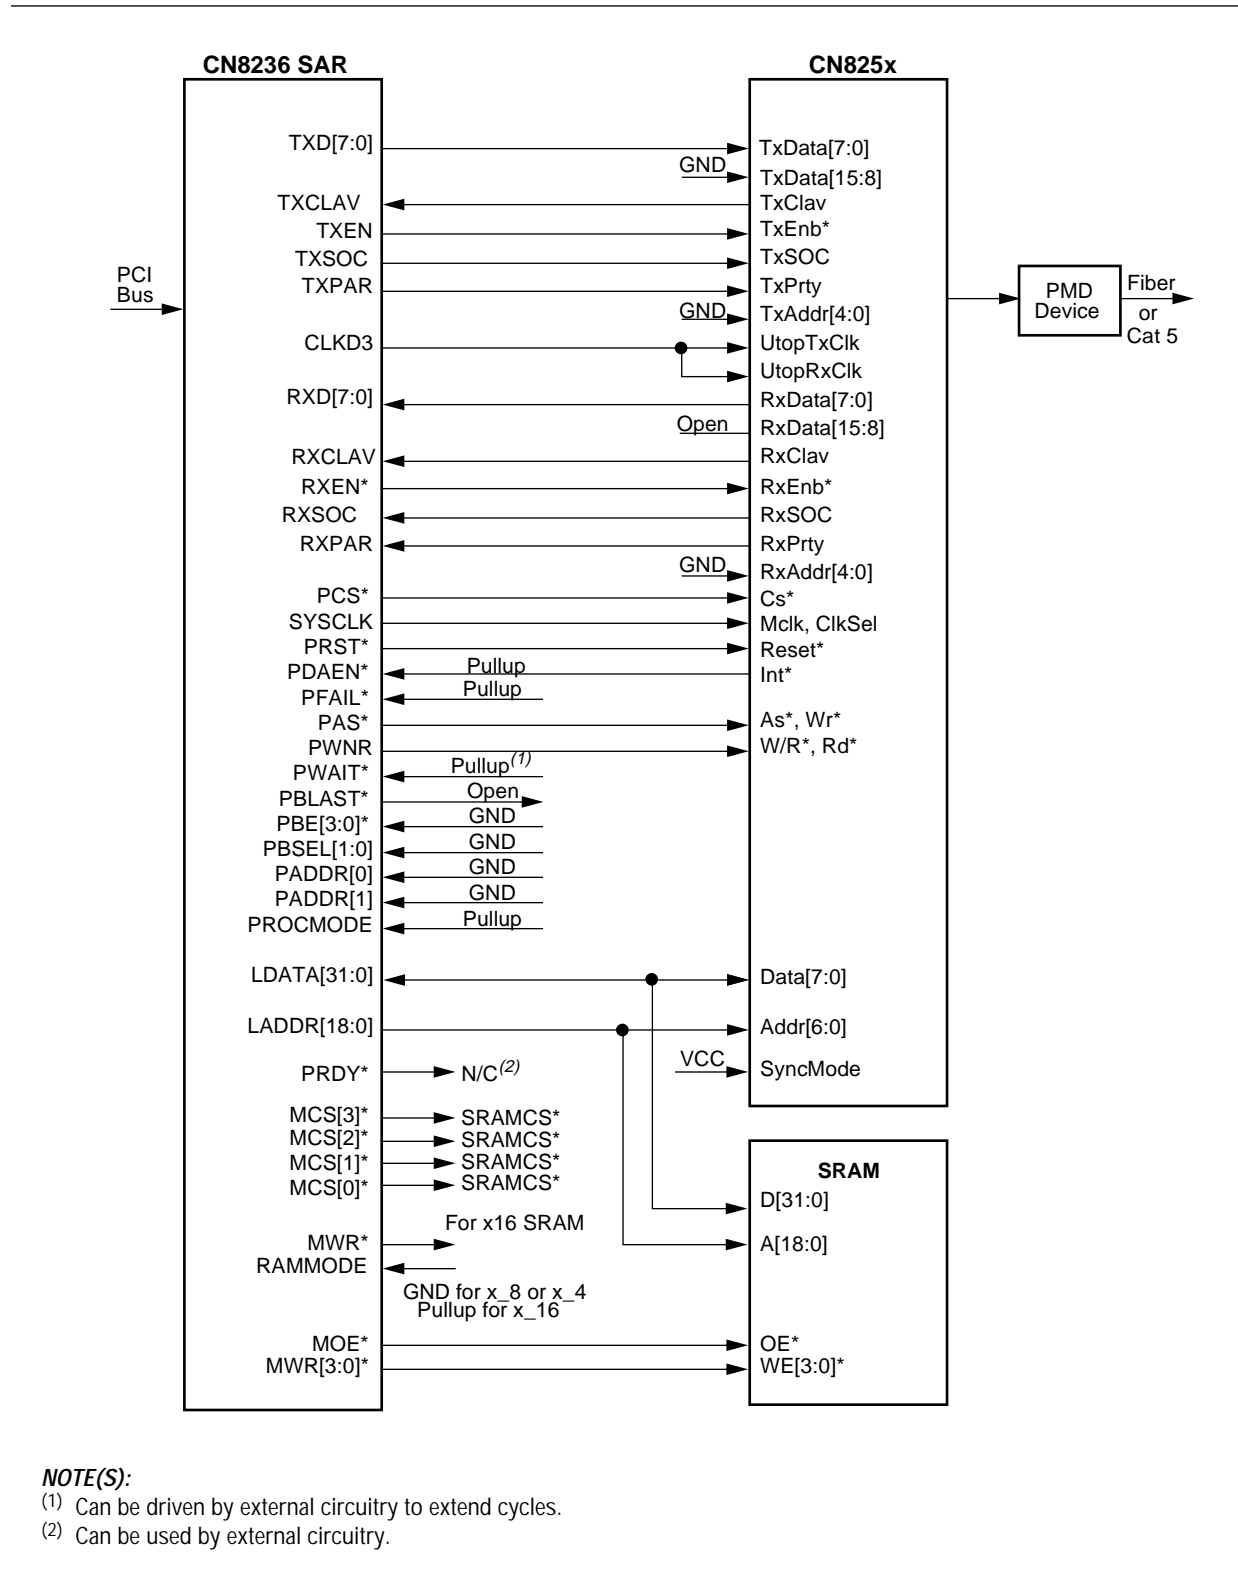 CN8236 SAR
CN825x
TXD[7:0]
TxData[7:0]
GND
TxData[15:8]
TXCLAV
TxClav
TXEN
TxEnb*
TXSOC
TxSOC
PCI
Bus
TXPAR
TxPrty
PMD
Device
Fiber
or
Cat 5
GND
TxAddr[4:0]
CLKD3
UtopTxClk
UtopRxClk
RXD[7:0]
RxData[7:0]
Open
RxData[15:8]
RXCLAV
RxClav
RXEN*
RxEnb*
RXSOC
RxSOC
RXPAR
RxPrty
GND
RxAddr[4:0]
PCS*
Cs*
SYSCLK
Mclk, ClkSel
PRST*
Reset*
PDAEN*
Pullup
Int*
PFAIL*
Pullup
PAS*
As*, Wr*
PWNR
W/R*, Rd*
PWAIT*
Pullup(1)
PBLAST*
Open
PBE[3:0]*
GND
PBSEL[1:0]
GND
PADDR[0]
GND
PADDR[1]
GND
PROCMODE
Pullup
LDATA[31:0]
Data[7:0]
LADDR[18:0]
Addr[6:0]
PRDY*
N/C(2)
VCC
SyncMode
MCS[3]*
SRAMCS*
MCS[2]*
SRAMCS*
MCS[1]*
SRAMCS*
MCS[0]*
SRAMCS*
SRAM
D[31:0]
For x16 SRAM
MWR*
A[18:0]
RAMMODE
GND for x_8 or x_4
Pullup for x_16
MOE*
OE*
MWR[3:0]*
WE[3:0]*
NOTE(S):
(1) Can be driven by external circuitry to extend cycles.
(2) Can be used by external circuitry.